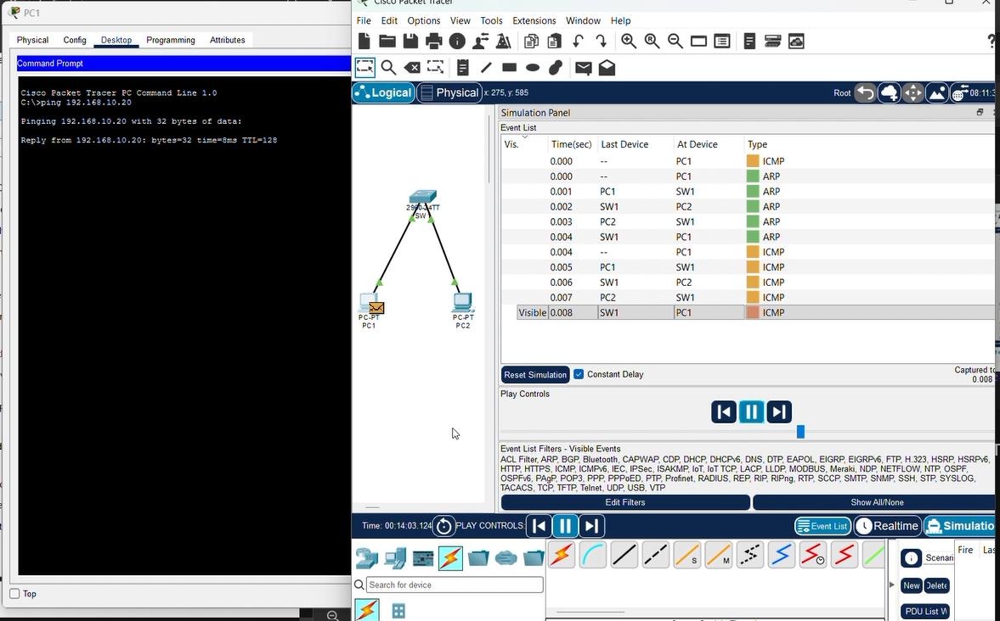 PC1
Physical Config Desktop Programming Attributes
Command Prompt
Cisco Packet Tracer PC Command Line 1.0
C:\>ping 192.168.10.20
Pinging 192.168.10.20 with 32 bytes of data:
Reply from 192.168.10.20: bytes=32 time=8ms TTL=128
Top
Cisco Packet Tracer
File Edit Options View Tools Extensions Window Help
Logical Physical x: 275, y: 585 Root 08:11:3
2960-24TT
SW1
PC-PT
PC1
PC-PT
PC2
Simulation Panel
Event List
Vis. Time(sec) Last Device At Device Type
0.000 -- PC1 ICMP
0.000 -- PC1 ARP
0.001 PC1 SW1 ARP
0.002 SW1 PC2 ARP
0.003 PC2 SW1 ARP
0.004 SW1 PC1 ARP
0.004 -- PC1 ICMP
0.005 PC1 SW1 ICMP
0.006 SW1 PC2 ICMP
0.007 PC2 SW1 ICMP
Visible 0.008 SW1 PC1 ICMP
Reset Simulation Constant Delay Captured to
0.008
Play Controls
Event List Filters - Visible Events
ACL Filter, ARP, BGP, Bluetooth, CAPWAP, CDP, DHCP, DHCPv6, DNS, DTP, EAPOL, EIGRP, EIGRPv6, FTP, H.323, HSRP, HSRPv6,
HTTP, HTTPS, ICMP, ICMPv6, IEC, IPSec, ISAKMP, IoT, IoT TCP, LACP, LLDP, MODBUS, Meraki, NDP, NETFLOW, NTP, OSPF,
OSPFv6, PAgP, POP3, PPP, PPPoED, PTP, Profinet, RADIUS, REP, RIP, RIPng, RTP, SCCP, SMTP, SNMP, SSH, STP, SYSLOG,
TACACS, TCP, TFTP, Telnet, UDP, USB, VTP
Edit Filters Show All/None
Time: 00:14:03.124 PLAY CONTROLS: Event List Realtime Simulatio
S M
Search for device
Scenari
New Delete
PDU List W
Fire Las